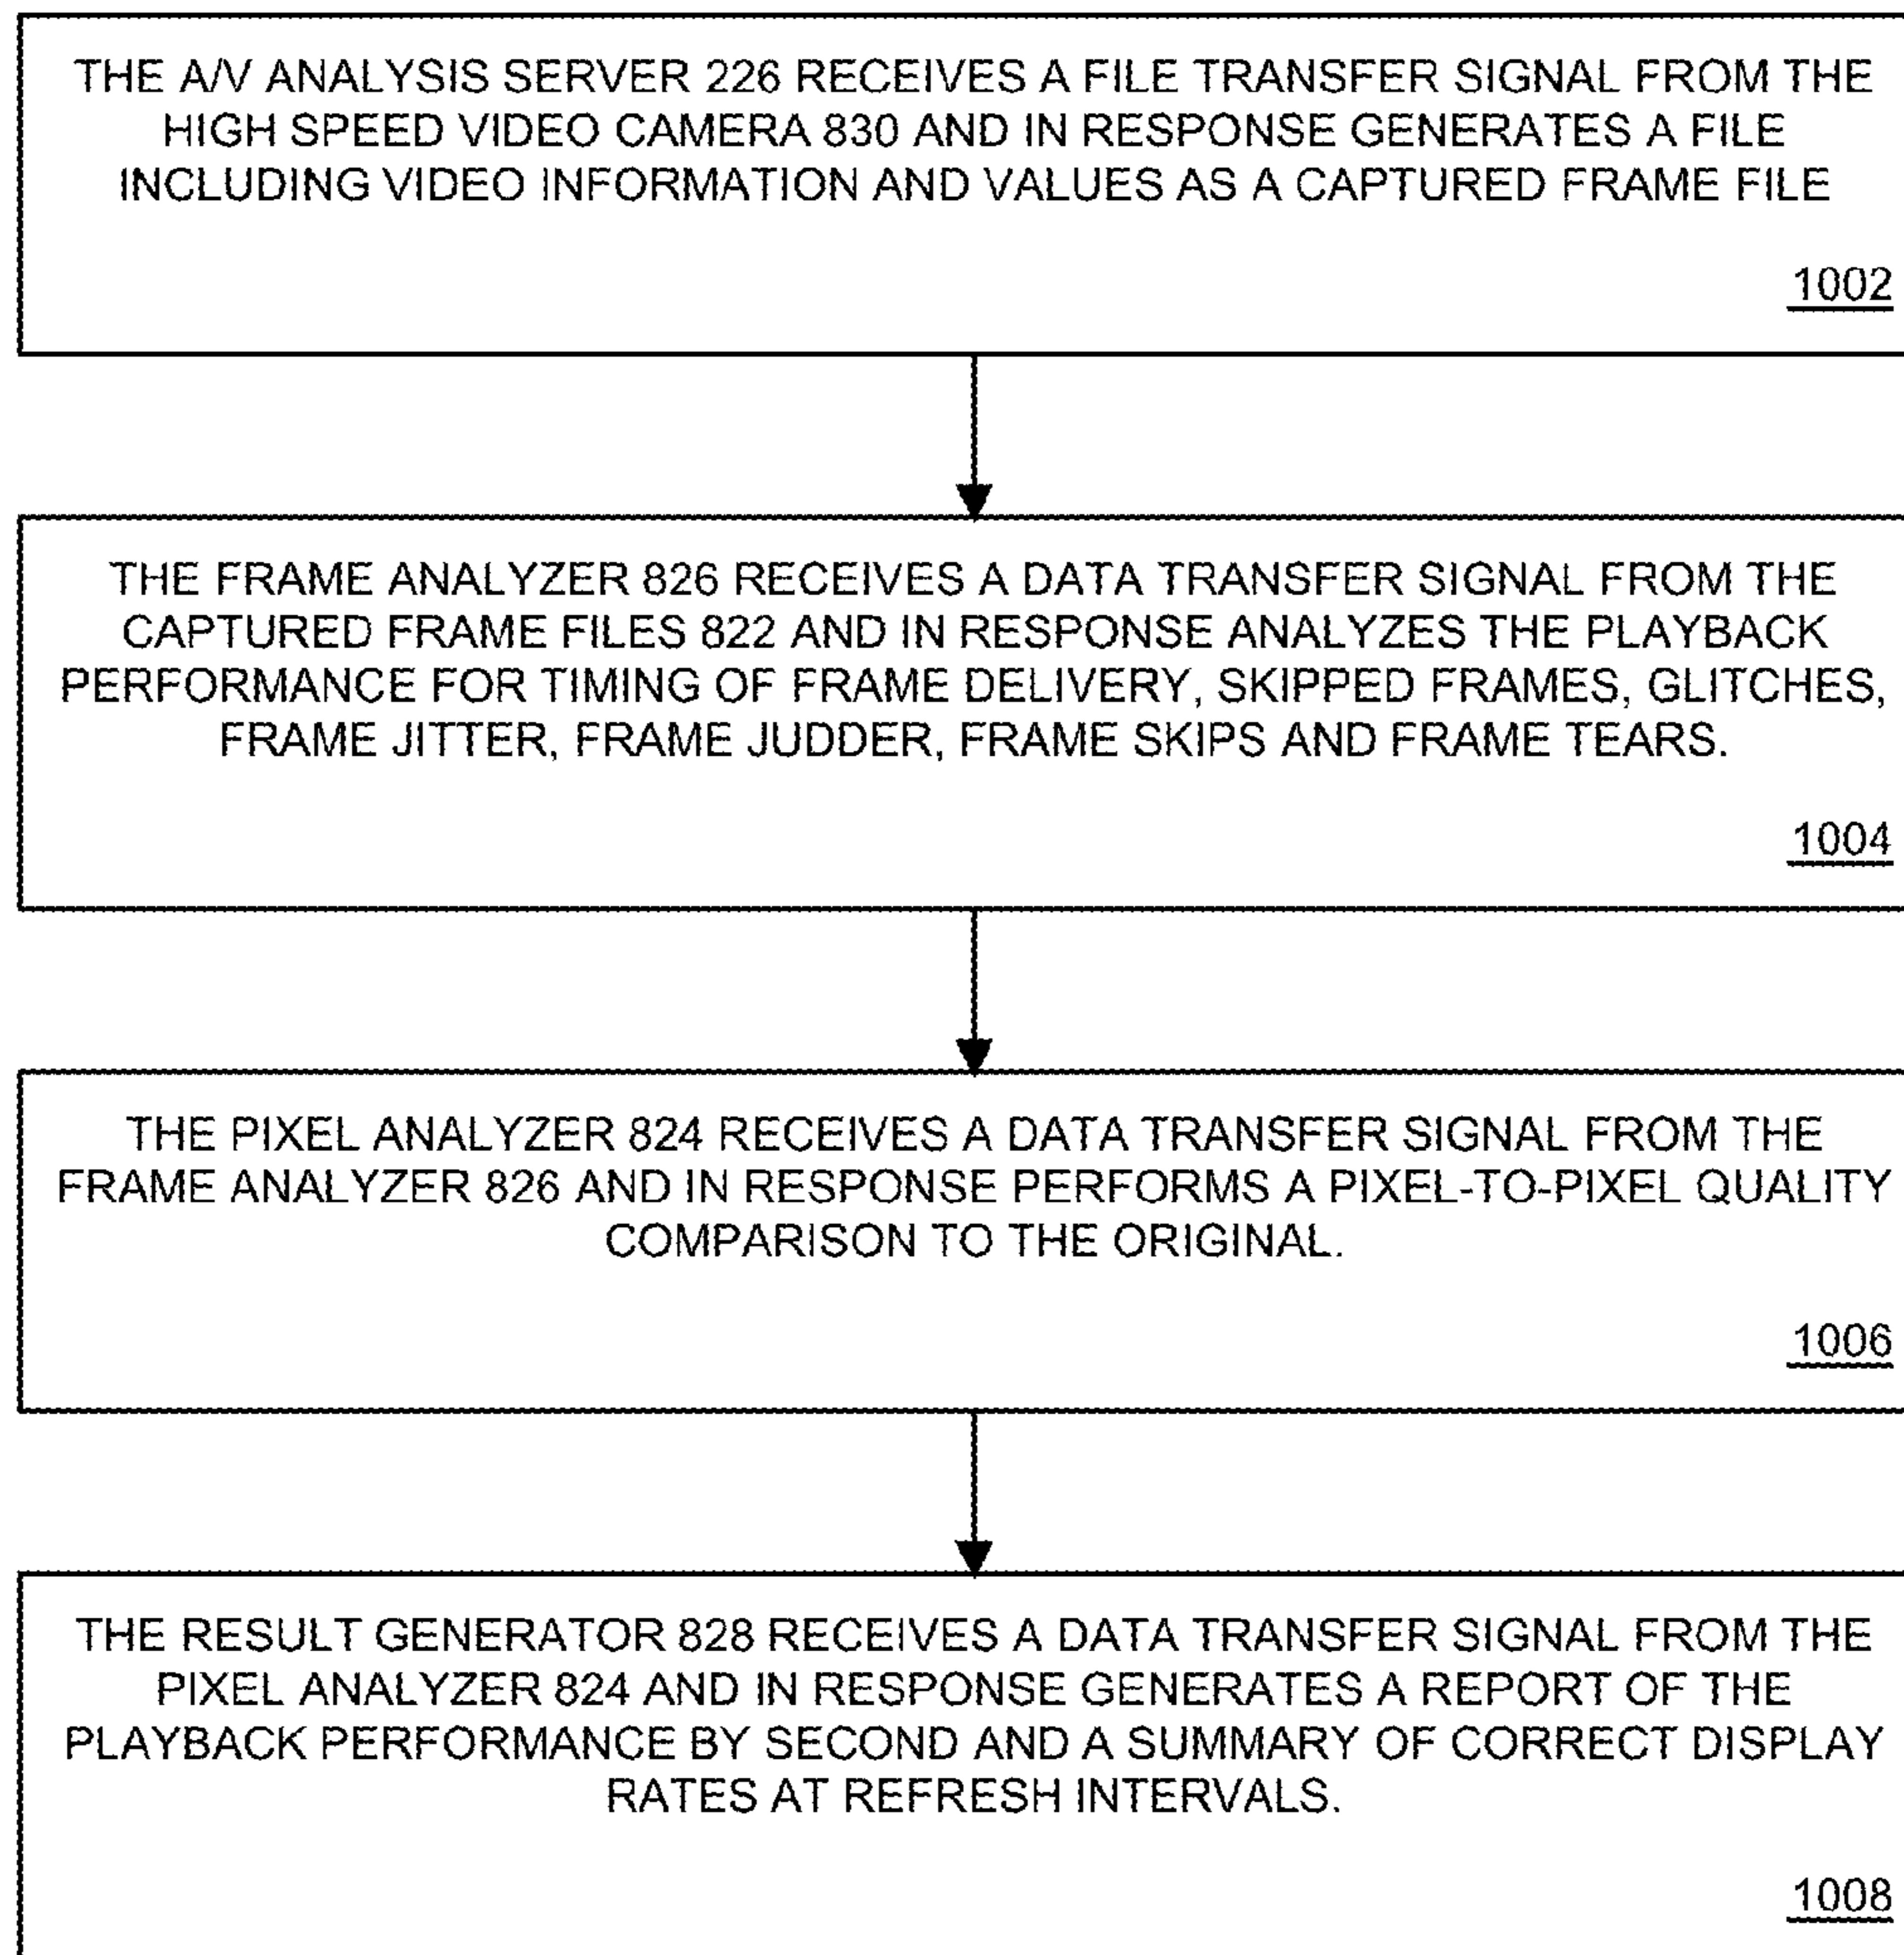 THE A/V ANALYSIS SERVER 226 RECEIVES A FILE TRANSFER SIGNAL FROM THE
HIGH SPEED VIDEO CAMERA 830 AND IN RESPONSE GENERATES A FILE
INCLUDING VIDEO INFORMATION AND VALUES AS A CAPTURED FRAME FILE
1002
THE FRAME ANALYZER 826 RECEIVES A DATA TRANSFER SIGNAL FROM THE
CAPTURED FRAME FILES 822 AND IN RESPONSE ANALYZES THE PLAYBACK
PERFORMANCE FOR TIMING OF FRAME DELIVERY, SKIPPED FRAMES, GLITCHES,
FRAME JITTER, FRAME JUDDER, FRAME SKIPS AND FRAME TEARS.
1004
THE PIXEL ANALYZER 824 RECEIVES A DATA TRANSFER SIGNAL FROM THE
FRAME ANALYZER 826 AND IN RESPONSE PERFORMS A PIXEL-TO-PIXEL QUALITY
COMPARISON TO THE ORIGINAL.
1006
THE RESULT GENERATOR 828 RECEIVES A DATA TRANSFER SIGNAL FROM THE
PIXEL ANALYZER 824 AND IN RESPONSE GENERATES A REPORT OF THE
PLAYBACK PERFORMANCE BY SECOND AND A SUMMARY OF CORRECT DISPLAY
RATES AT REFRESH INTERVALS.
1008